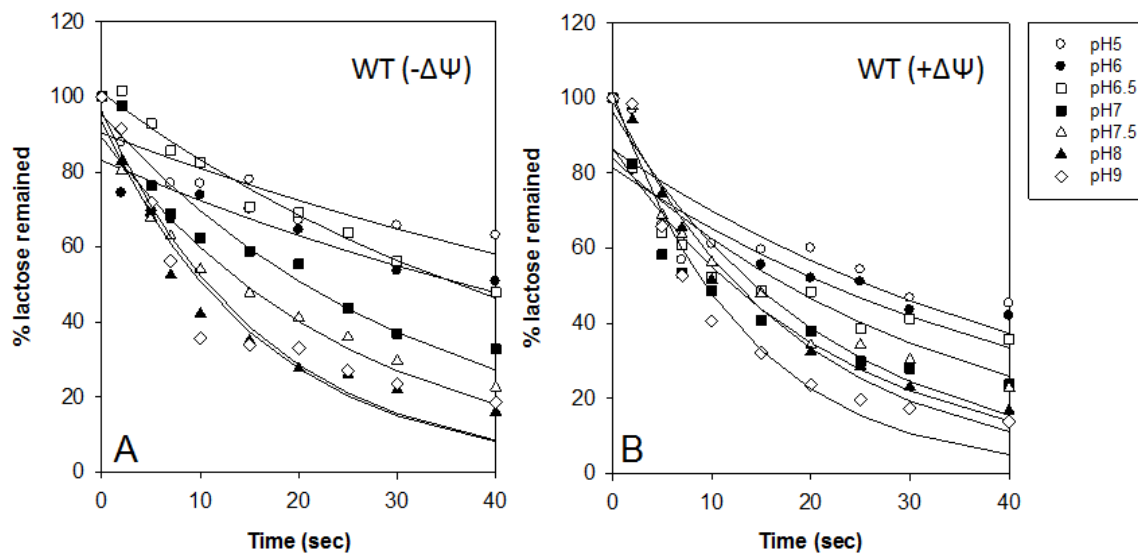 120
100
80
60
40
20
0
% lactose remained
WT (-ΔΨ)
A
0 10 20 30 40
Time (sec)
120
100
80
60
40
20
0
% lactose remained
WT (+ΔΨ)
B
0 10 20 30 40
Time (sec)
pH5
pH6
pH6.5
pH7
pH7.5
pH8
pH9